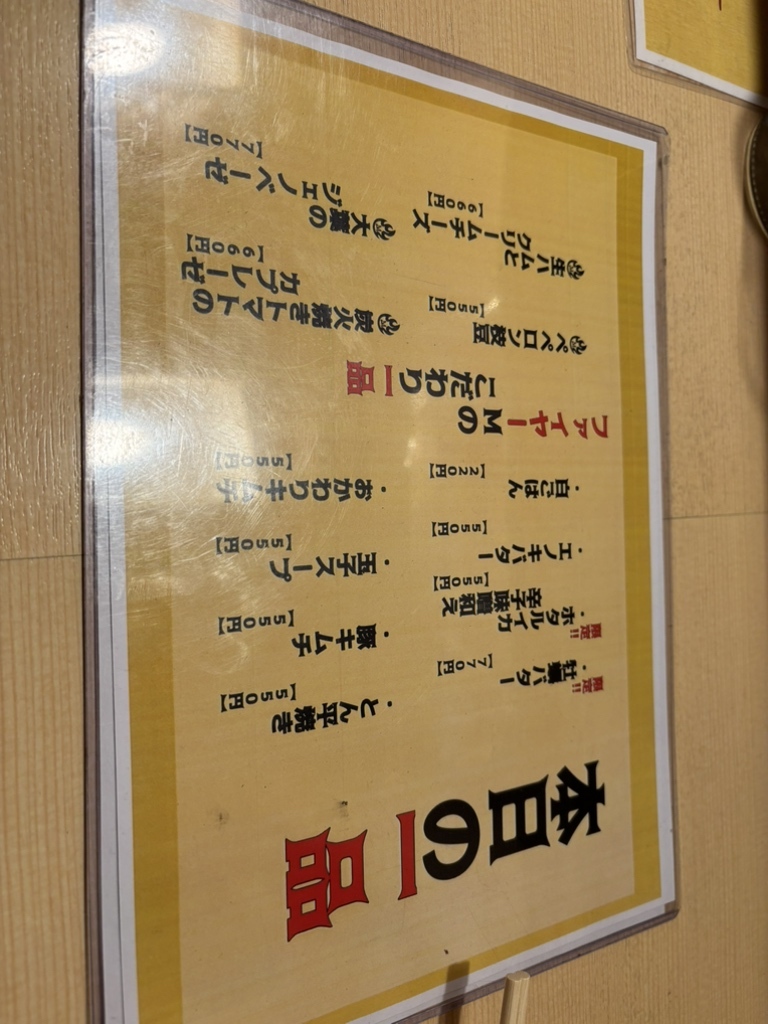 本日の一品
限定!!
・牡蠣バター
【770円】
限定!!
・ホタルイカ
辛子味噌和え
【550円】
・エノキバター
【550円】
・白ごはん
【220円】
・とん平焼き
【550円】
・豚キムチ
【550円】
・玉子スープ
【550円】
・おかわりキムチ
【550円】
ファイヤーMの
こだわり一品
ペペロン枝豆
【550円】
生ハムと
クリームチーズ
【660円】
炭火焼きトマトの
カプレーゼ
【660円】
大葉の
ジェノベーゼ
【770円】